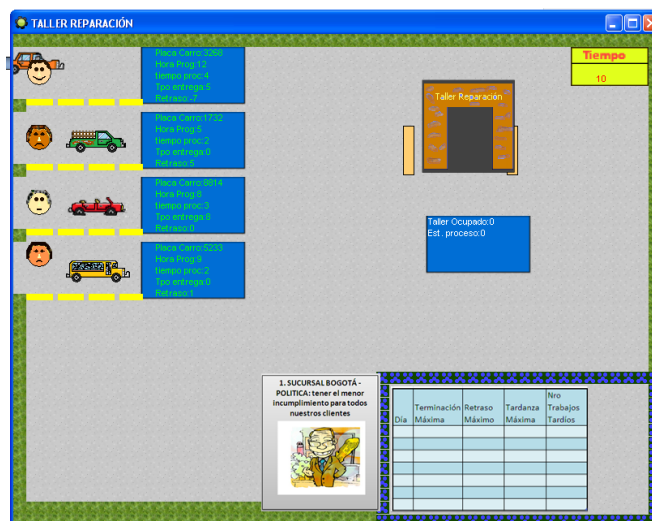 TALLER REPARACIÓN
Placa Carro:3268
Hora Prog:12
tiempo proc:4
Tpo entrega:5
Retraso:-7
Placa Carro:1732
Hora Prog:5
tiempo proc:2
Tpo entrega:0
Retraso:5
Placa Carro:8814
Hora Prog:8
tiempo proc:3
Tpo entrega:8
Retraso:0
Placa Carro:5233
Hora Prog:9
tiempo proc:2
Tpo entrega:0
Retraso:1
Tiempo
10
Taller Reparación
Taller Ocupado:0
Est. proceso:0
1. SUCURSAL BOGOTÁ -
POLITICA: tener el menor
incumplimiento para todos
nuestros clientes
Día
Terminación
Máxima
Retraso
Máximo
Tardanza
Máxima
Nro
Trabajos
Tardíos